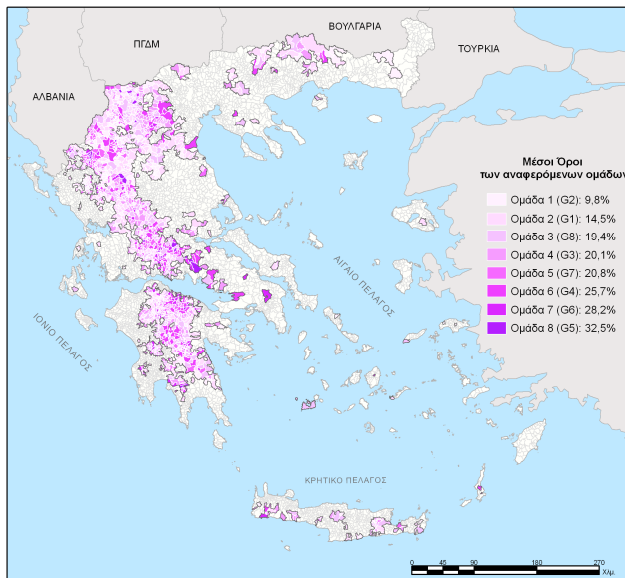 ΒΟΥΛΓΑΡΙΑ
ΠΓΔΜ
ΤΟΥΡΚΙΑ
ΑΛΒΑΝΙΑ
Μέσοι Όροι
των αναφερόμενων ομάδων
Ομάδα 1 (G2): 9,8%
Ομάδα 2 (G1): 14,5%
Ομάδα 3 (G8): 19,4%
Ομάδα 4 (G3): 20,1%
Ομάδα 5 (G7): 20,8%
Ομάδα 6 (G4): 25,7%
Ομάδα 7 (G6): 28,2%
Ομάδα 8 (G5): 32,5%
ΑΙΓΑΙΟ ΠΕΛΑΓΟΣ
ΙΟΝΙΟ ΠΕΛΑΓΟΣ
ΚΡΗΤΙΚΟ ΠΕΛΑΓΟΣ
0 45 90 180 270
Χλμ.